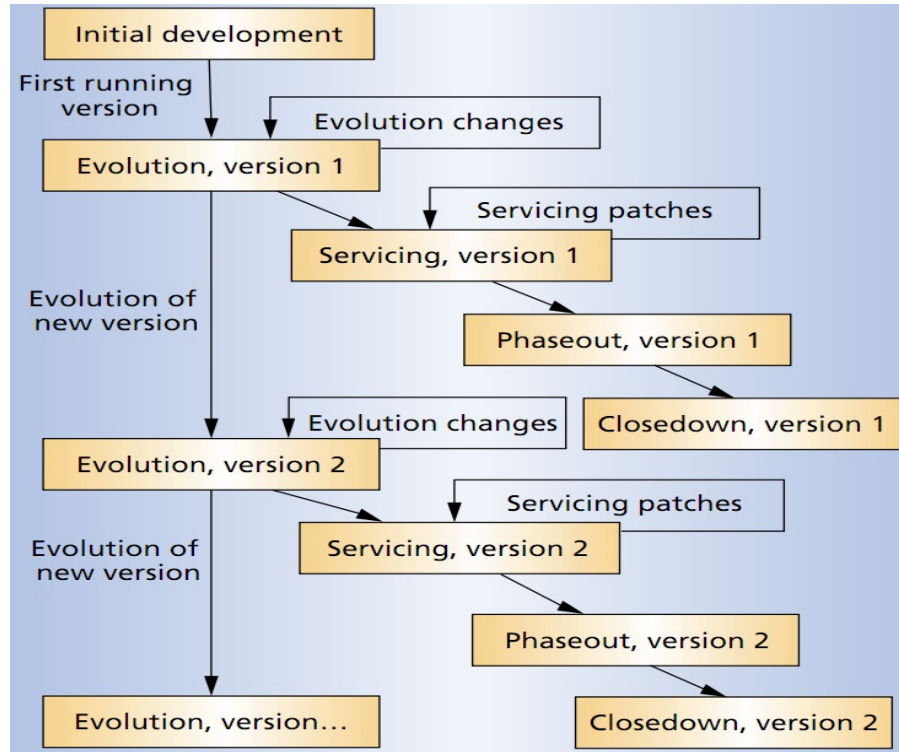 Initial development
First running
version
Evolution changes
Evolution, version 1
Servicing patches
Servicing, version 1
Evolution of
new version
Phaseout, version 1
Closedown, version 1
Evolution changes
Evolution, version 2
Servicing patches
Servicing, version 2
Evolution of
new version
Phaseout, version 2
Evolution, version...
Closedown, version 2